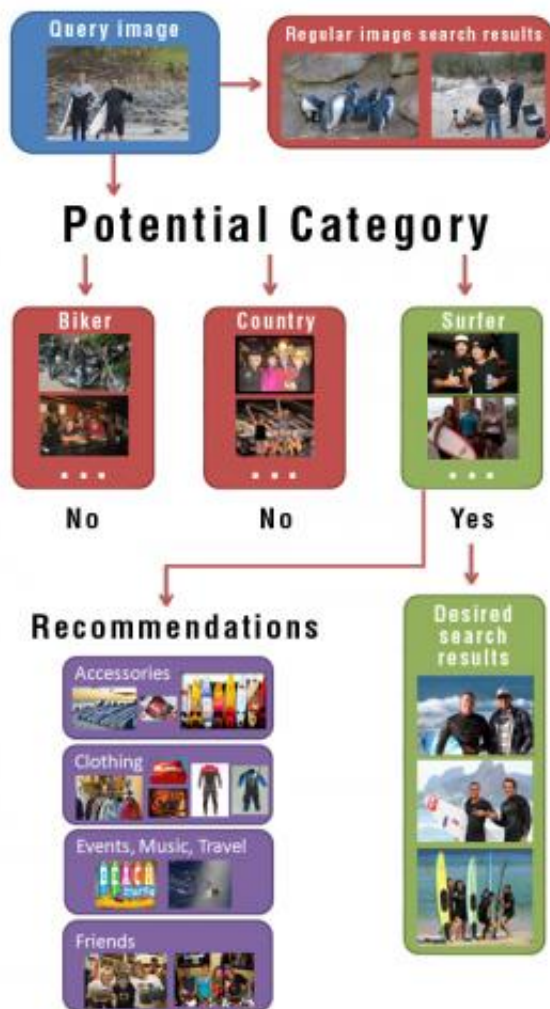 Query image
Regular image search results
Potential Category
Biker
Country
Surfer
. . .
. . .
. . .
No
No
Yes
Recommendations
Desired
search
results
Accessories
Clothing
Events, Music, Travel
BEACH
Friends